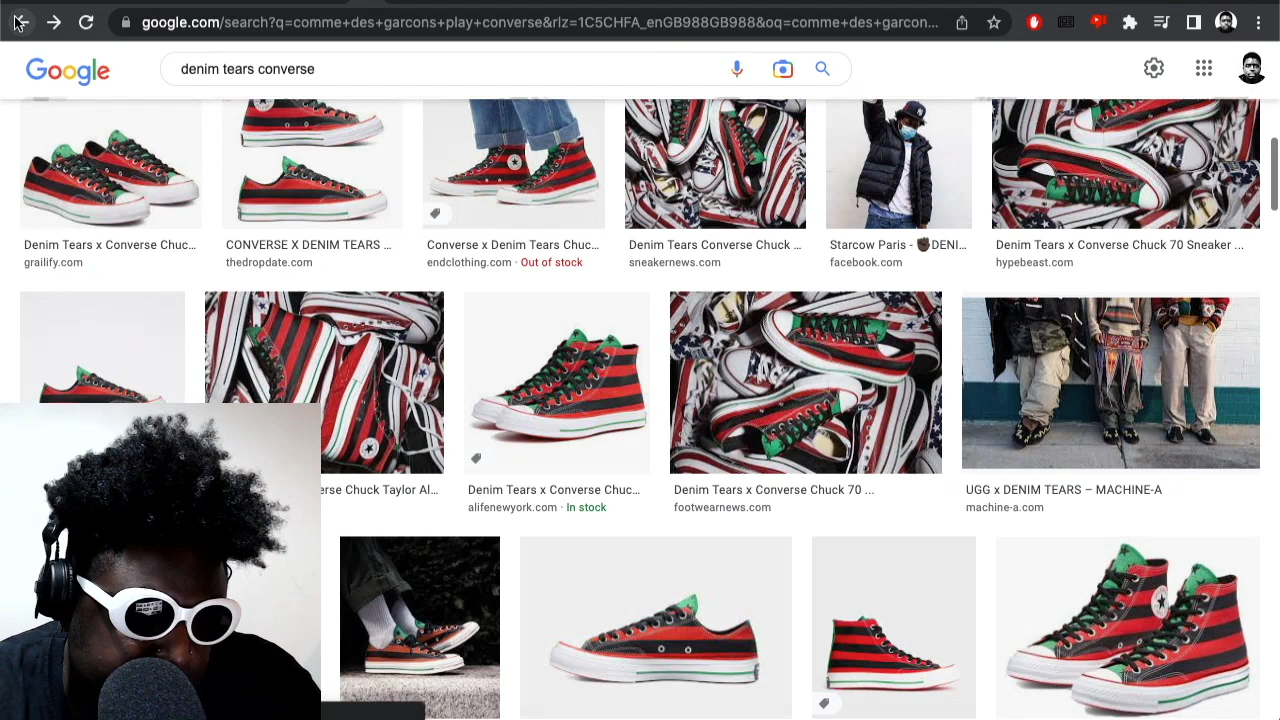 google.com/search?q=comme+des+garcons+play+converse&rlz=1C5CHFA_enGB988GB988&oq=comme+des+garcon...
Google
denim tears converse
Denim Tears x Converse Chuc...
grailify.com
CONVERSE X DENIM TEARS ...
thedropdate.com
Converse x Denim Tears Chuc...
endclothing.com · Out of stock
Denim Tears Converse Chuck ...
sneakernews.com
Starcow Paris - ✊🏿DENI...
facebook.com
Denim Tears x Converse Chuck 70 Sneaker ...
hypebeast.com
erse Chuck Taylor Al...
Denim Tears x Converse Chuc...
alifenewyork.com · In stock
Denim Tears x Converse Chuck 70 ...
footwearnews.com
UGG x DENIM TEARS – MACHINE-A
machine-a.com